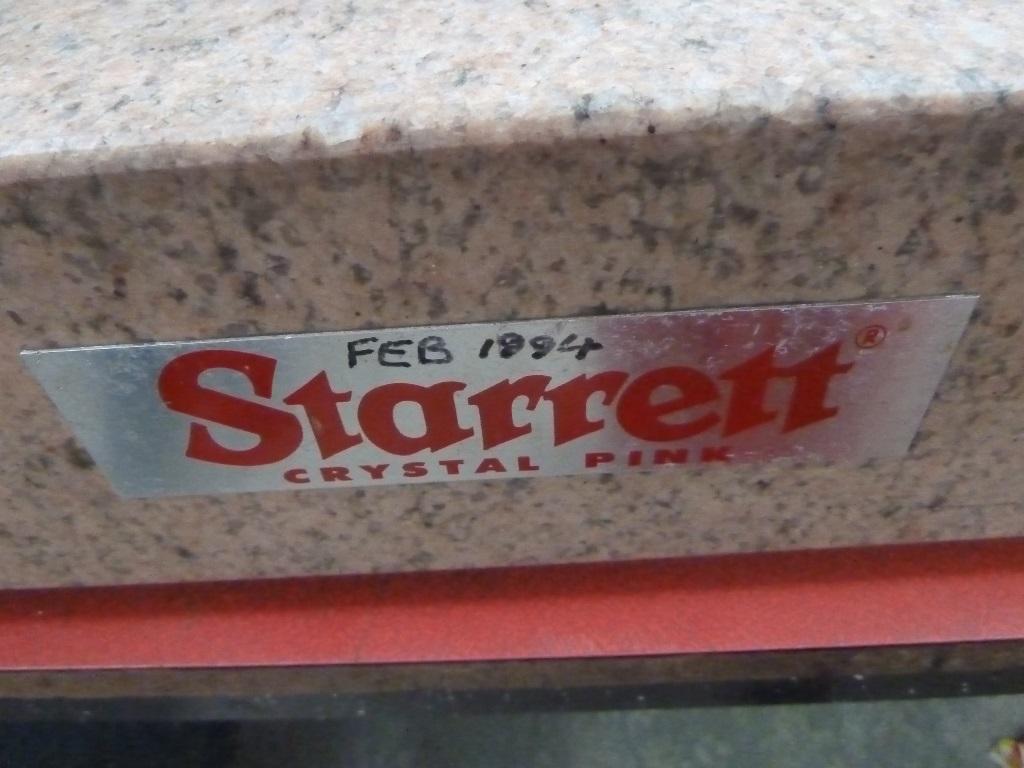 FEB 1994
Starrett®
CRYSTAL PINK